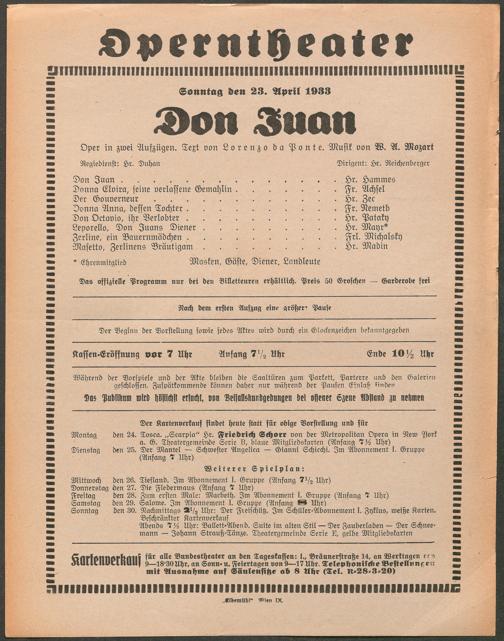 Operntheater
Sonntag den 23. April 1933
Don Juan
Oper in zwei Aufzügen. Text von Lorenzo da Ponte. Musik von W. A. Mozart
Regiedienst: Hr. Duhan Dirigent: Hr. Reichenberger
Don Juan . . . . . . . . . . Hr. Hammes
Donna Elvira, seine verlassene Gemahlin . . . . . . Fr. Achsel
Der Gouverneur . . . . . . . . . . Hr. Zec
Donna Anna, dessen Tochter . . . . . . . . Fr. Nemeth
Don Octavio, ihr Verlobter . . . . . . . . Hr. Pataky
Leporello, Don Juans Diener . . . . . . . . Hr. Mayr*
Zerline, ein Bauernmädchen . . . . . . . . Frl. Michalsky
Masetto, Zerlinens Bräutigam . . . . . . . . Hr. Madin
* Ehrenmitglied Masken, Gäste, Diener, Landleute
Das offizielle Programm nur bei den Billetteuren erhältlich. Preis 50 Groschen — Garderobe frei
Nach dem ersten Aufzug eine größere Pause
Der Beginn der Vorstellung sowie jedes Aktes wird durch ein Glockenzeichen bekanntgegeben
Kassen-Eröffnung vor 7 Uhr Anfang 7½ Uhr Ende 10½ Uhr
Während der Vorspiele und der Akte bleiben die Saaltüren zum Parkett, Parterre und den Galerien
geschlossen. Zuspätkommende können daher nur während der Pausen Einlaß finden
Das Publikum wird höflichst ersucht, von Beifallskundgebungen bei offener Szene Abstand zu nehmen
Der Kartenverkauf findet heute statt für obige Vorstellung und für
Montag den 24. Tosca. „Scarpia" Hr. Friedrich Schorr von der Metropolitan Opera in New York
a. G. Theatergemeinde Serie B, blaue Mitgliedskarten (Anfang 7½ Uhr)
Dienstag den 25. Der Mantel — Schwester Angelica — Gianni Schicchi. Im Abonnement I. Gruppe
(Anfang 7 Uhr)
Weiterer Spielplan:
Mittwoch den 26. Tiefland. Im Abonnement I. Gruppe (Anfang 7½ Uhr)
Donnerstag den 27. Die Fledermaus (Anfang 7 Uhr)
Freitag den 28. Zum ersten Male: Macbeth. Im Abonnement I. Gruppe (Anfang 7 Uhr)
Samstag den 29. Salome. Im Abonnement I. Gruppe (Anfang 8 Uhr)
Sonntag den 30. Nachmittags 2½ Uhr: Der Freischütz. Im Schüler-Abonnement I. Zyklus, weiße Karten.
Beschränkter Kartenverkauf
Abends 7½ Uhr: Ballett-Abend. Suite im alten Stil — Der Zauberladen — Der Schneemann
— Johann Strauß-Tänze. Theatergemeinde Serie E, gelbe Mitgliedskarten
Kartenverkauf für alle Bundestheater an den Tageskassen: I., Bräunerstraße 14, an Werktagen von
9—18.30 Uhr, an Sonn- u. Feiertagen von 9—17 Uhr. Telephonische Bestellungen
mit Ausnahme auf Säulensitze ab 8 Uhr (Tel. R-28-3-20)
„Elbemühl" Wien IX.